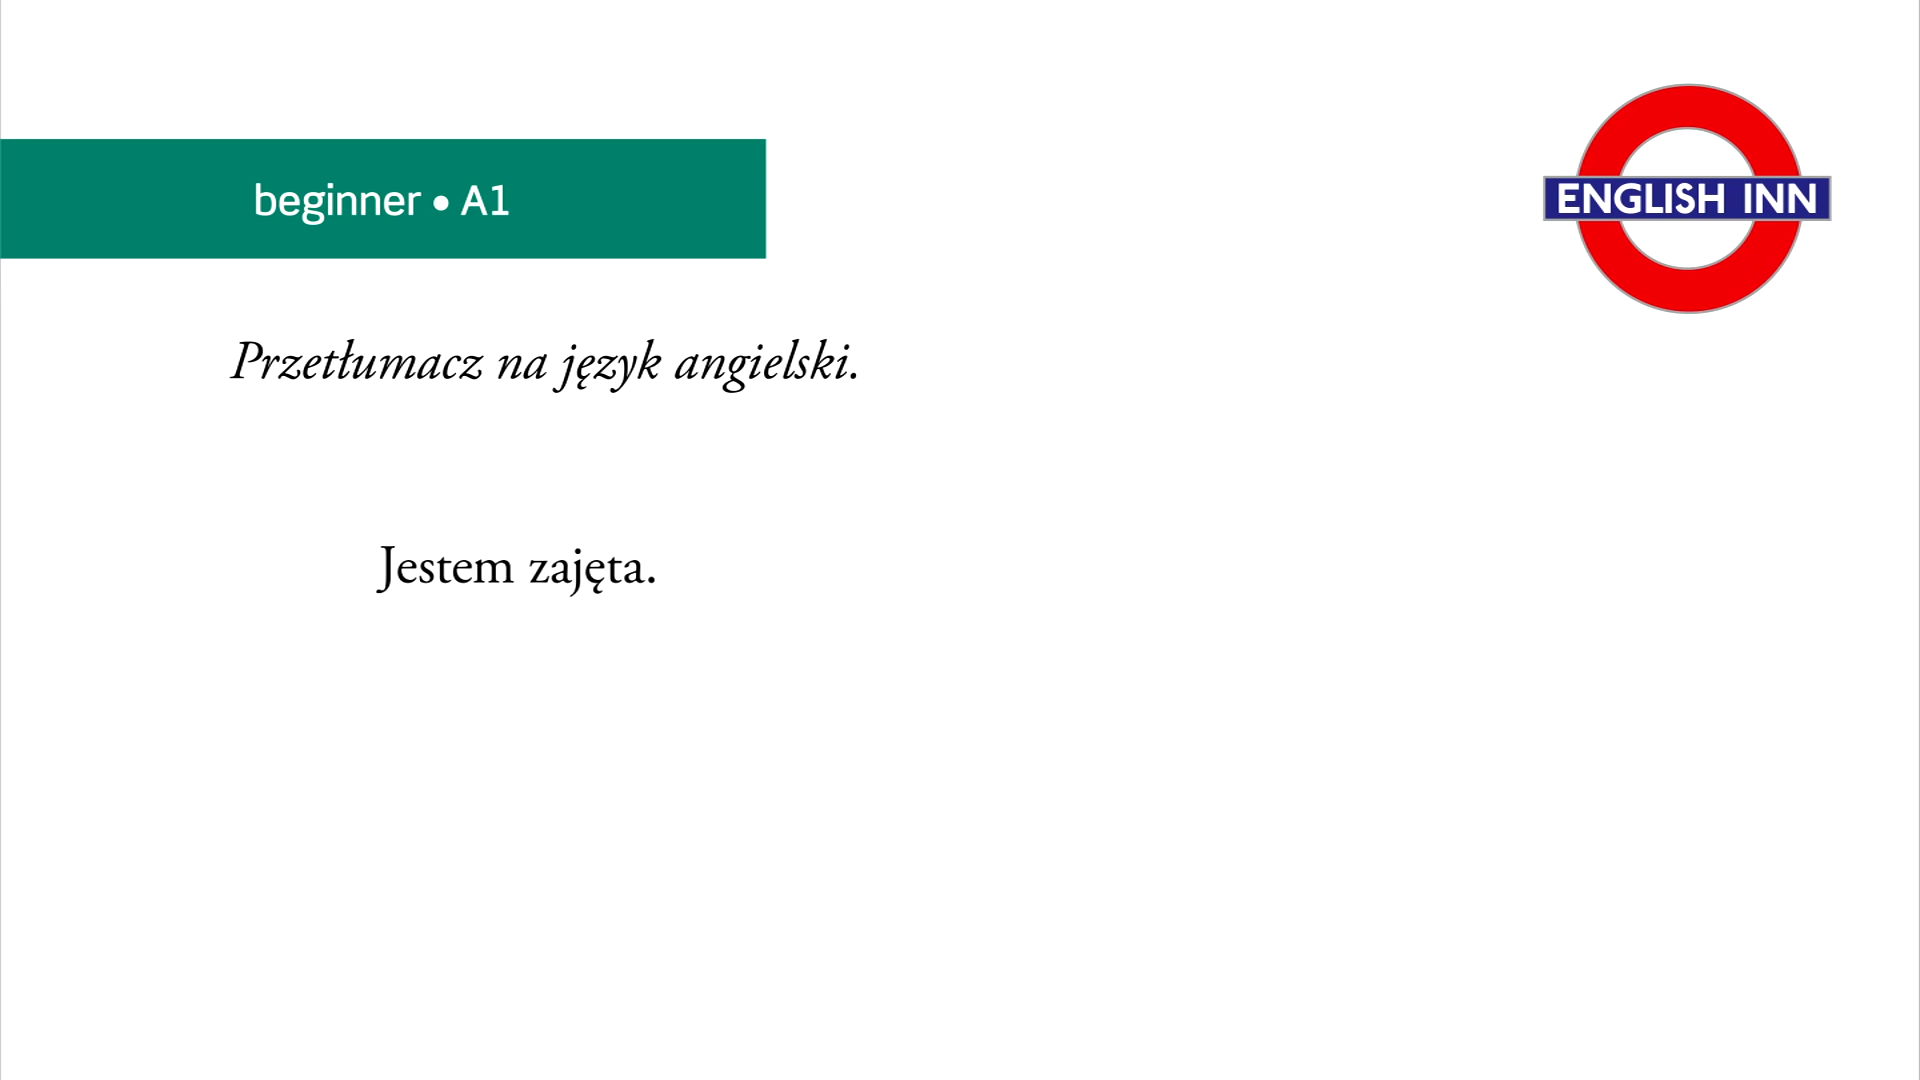 beginner • A1
ENGLISH INN
Przetłumacz na język angielski.
Jestem zajęta.